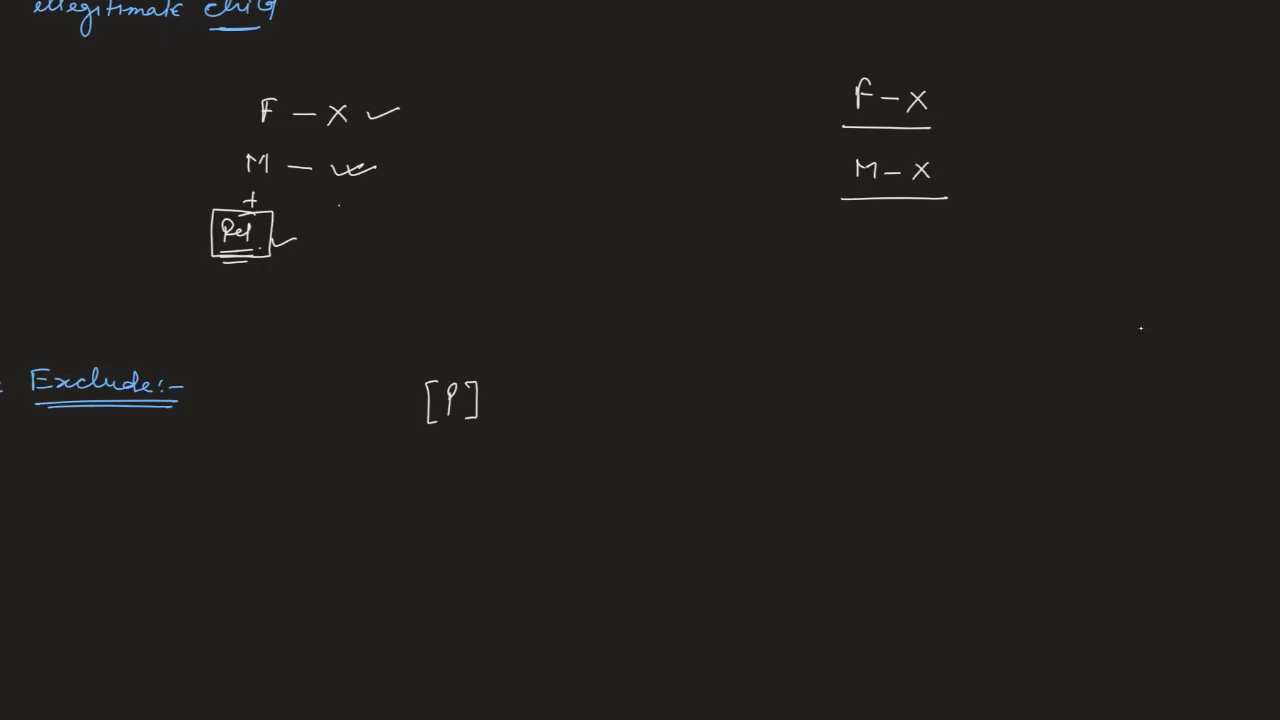 illegitimate child
F – X ✓
M – ✓
+
Rel ✓
F – X
M – X
Exclude:-
[P]